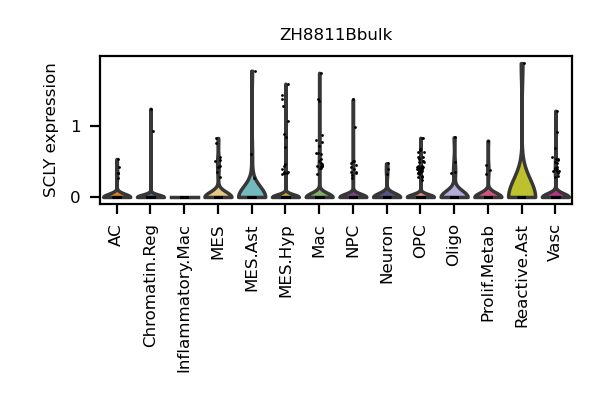 ZH8811Bbulk
SCLY expression
1
0
AC
Chromatin.Reg
Inflammatory.Mac
MES
MES.Ast
MES.Hyp
Mac
NPC
Neuron
OPC
Oligo
Prolif.Metab
Reactive.Ast
Vasc